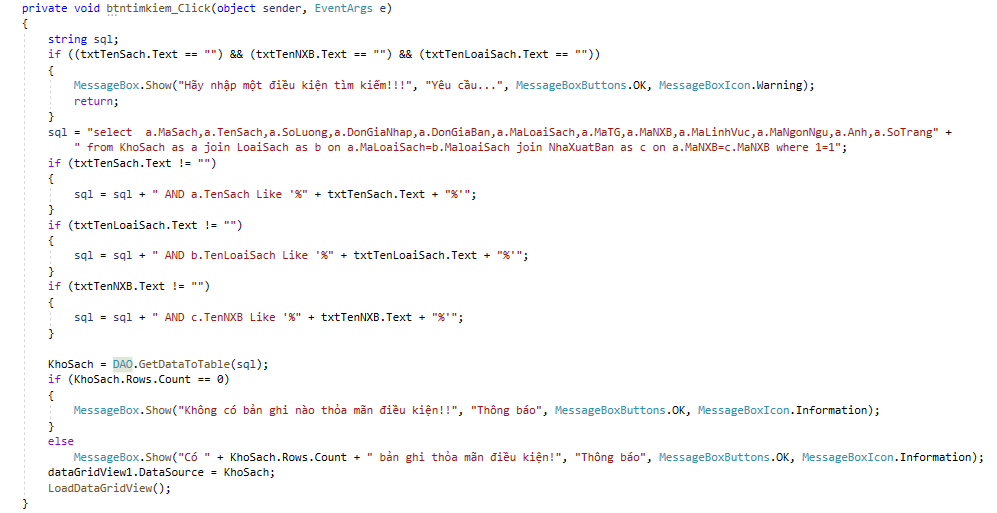 private void btntimkiem_Click(object sender, EventArgs e)
{
string sql;
if ((txtTenSach.Text == "") && (txtTenNXB.Text == "") && (txtTenLoaiSach.Text == ""))
{
MessageBox.Show("Hãy nhập một điều kiện tìm kiếm!!!", "Yêu cầu...", MessageBoxButtons.OK, MessageBoxIcon.Warning);
return;
}
sql = "select  a.MaSach,a.TenSach,a.SoLuong,a.DonGiaNhap,a.DonGiaBan,a.MaLoaiSach,a.MaTG,a.MaNXB,a.MaLinhVuc,a.MaNgonNgu,a.Anh,a.SoTrang" +
" from KhoSach as a join LoaiSach as b on a.MaLoaiSach=b.MaloaiSach join NhaXuatBan as c on a.MaNXB=c.MaNXB where 1=1";
if (txtTenSach.Text != "")
{
sql = sql + " AND a.TenSach Like '%" + txtTenSach.Text + "%'";
}
if (txtTenLoaiSach.Text != "")
{
sql = sql + " AND b.TenLoaiSach Like '%" + txtTenLoaiSach.Text + "%'";
}
if (txtTenNXB.Text != "")
{
sql = sql + " AND c.TenNXB Like '%" + txtTenNXB.Text + "%'";
}
KhoSach = DAO.GetDataToTable(sql);
if (KhoSach.Rows.Count == 0)
{
MessageBox.Show("Không có bản ghi nào thỏa mãn điều kiện!!", "Thông báo", MessageBoxButtons.OK, MessageBoxIcon.Information);
}
else
MessageBox.Show("Có " + KhoSach.Rows.Count + " bản ghi thỏa mãn điều kiện!", "Thông báo", MessageBoxButtons.OK, MessageBoxIcon.Information);
dataGridView1.DataSource = KhoSach;
LoadDataGridView();
}